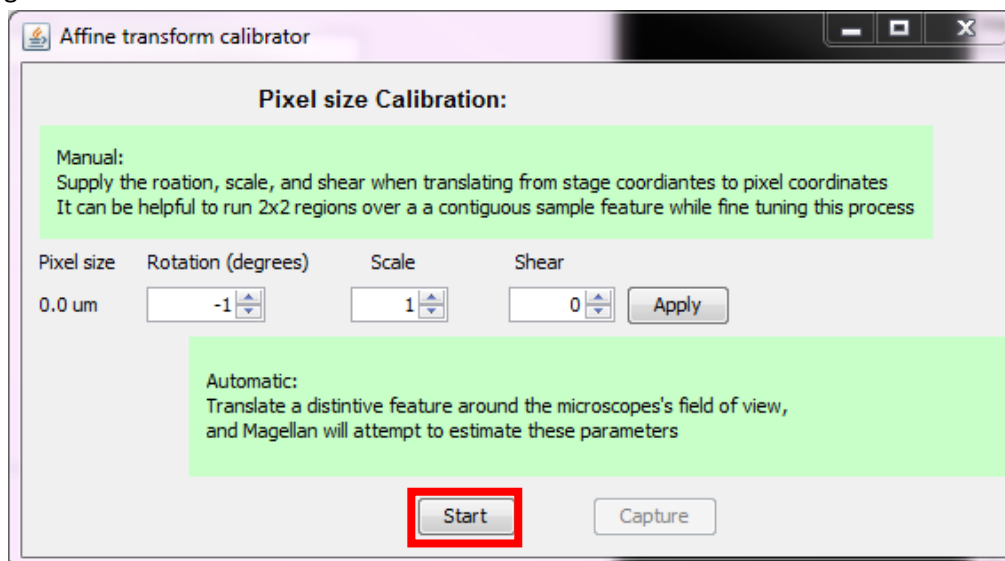 Affine transform calibrator
Pixel size Calibration:
Manual:
Supply the roation, scale, and shear when translating from stage coordiantes to pixel coordinates
It can be helpful to run 2x2 regions over a a contiguous sample feature while fine tuning this process
Pixel size Rotation (degrees) Scale Shear
0.0 um -1 1 0 Apply
Automatic:
Translate a distintive feature around the microscopes's field of view,
and Magellan will attempt to estimate these parameters
Start Capture